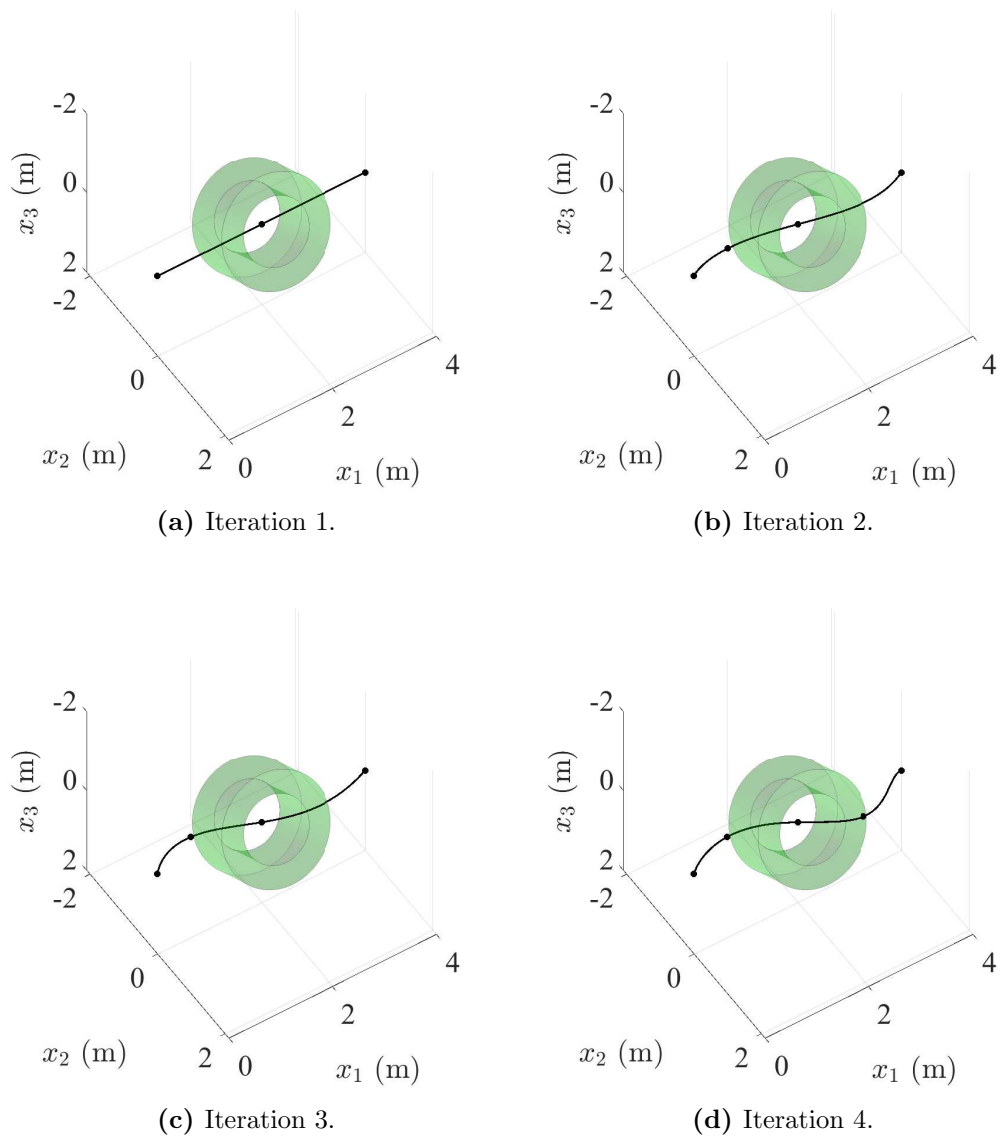 -2
0
2
x₃ (m)
-2
0
2
x₂ (m)
0
2
4
x₁ (m)
(a) Iteration 1.
-2
0
2
x₃ (m)
-2
0
2
x₂ (m)
0
2
4
x₁ (m)
(b) Iteration 2.
-2
0
2
x₃ (m)
-2
0
2
x₂ (m)
0
2
4
x₁ (m)
(c) Iteration 3.
-2
0
2
x₃ (m)
-2
0
2
x₂ (m)
0
2
4
x₁ (m)
(d) Iteration 4.